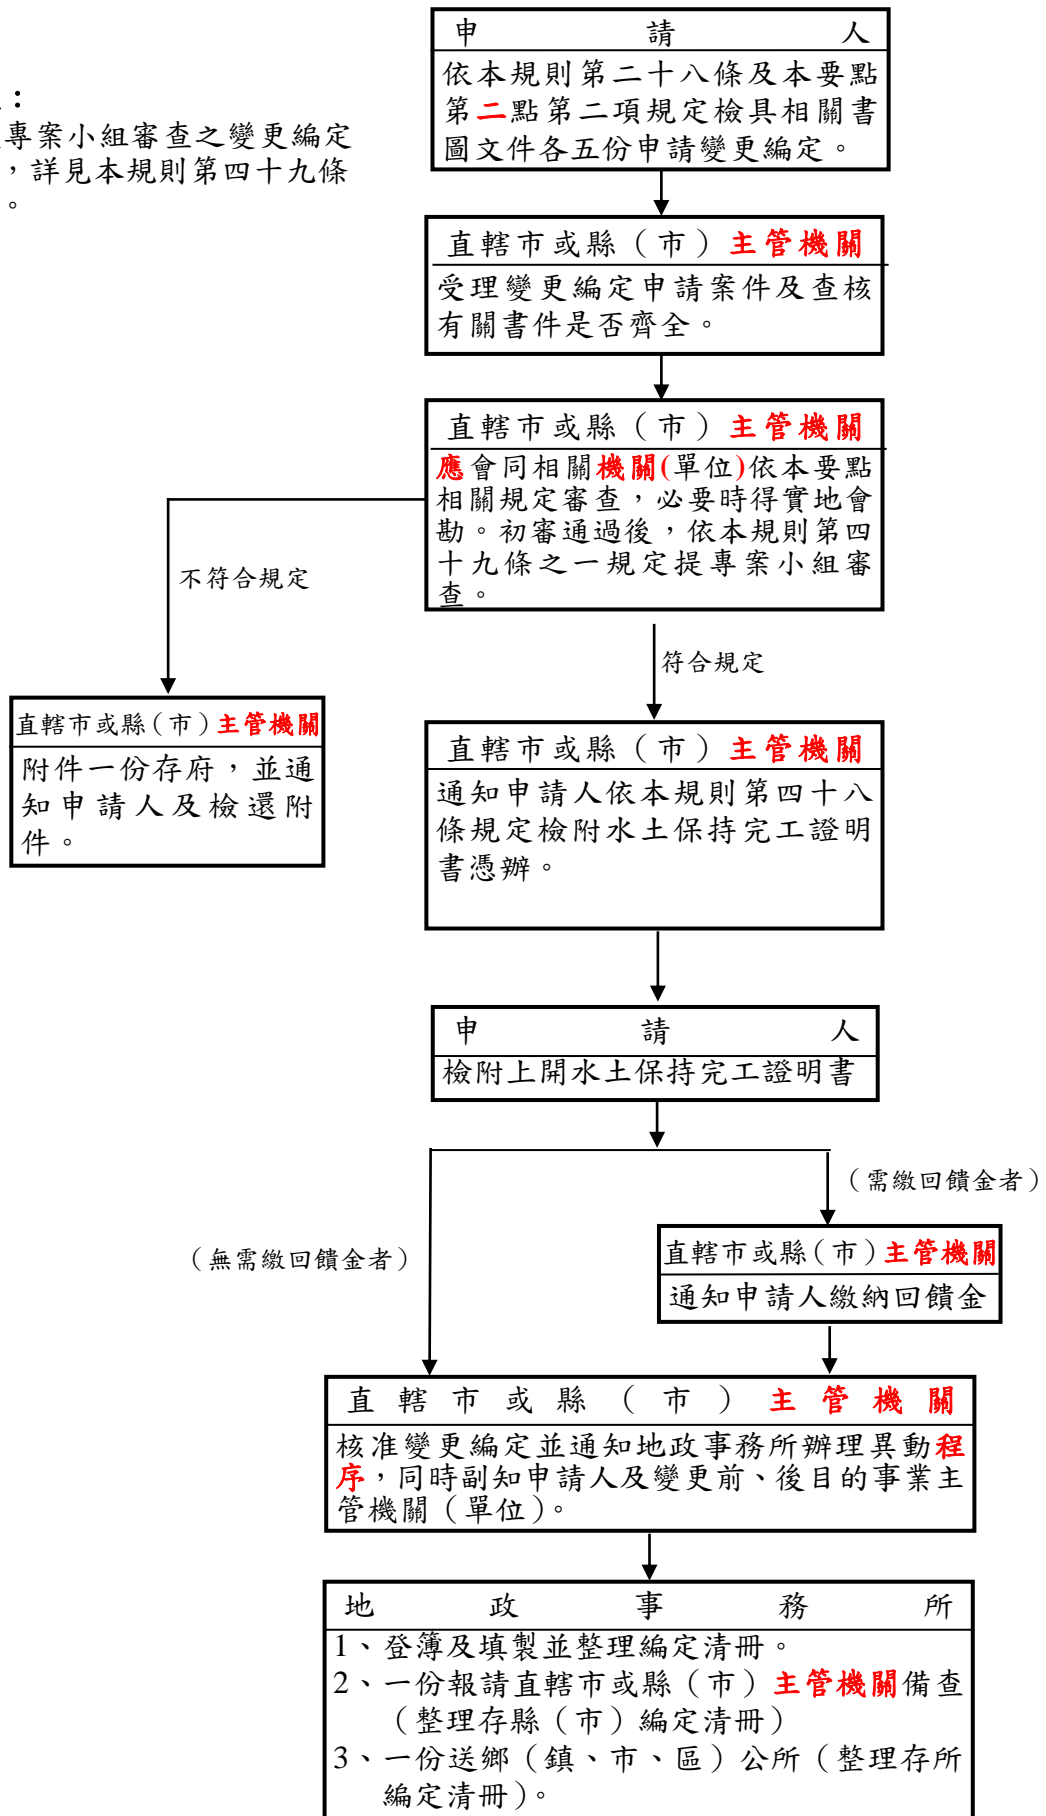 申請人
依本規則第二十八條及本要點
第二點第二項規定檢具相關書
圖文件各五份申請變更編定。
：
專案小組審查之變更編定
，詳見本規則第四十九條
。
直轄市或縣（市）主管機關
受理變更編定申請案件及查核
有關書件是否齊全。
直轄市或縣（市）主管機關
應會同相關機關(單位)依本要點
相關規定審查，必要時得實地會
勘。初審通過後，依本規則第四
十九條之一規定提專案小組審
查。
不符合規定
符合規定
直轄市或縣（市）主管機關
附件一份存府，並通
知申請人及檢還附
件。
直轄市或縣（市）主管機關
通知申請人依本規則第四十八
條規定檢附水土保持完工證明
書憑辦。
申請人
檢附上開水土保持完工證明書
（需繳回饋金者）
（無需繳回饋金者）
直轄市或縣（市）主管機關
通知申請人繳納回饋金
直轄市或縣（市）主管機關
核准變更編定並通知地政事務所辦理異動程
序，同時副知申請人及變更前、後目的事業主
管機關（單位）。
地政事務所
1、登簿及填製並整理編定清冊。
2、一份報請直轄市或縣（市）主管機關備查
（整理存縣（市）編定清冊）
3、一份送鄉（鎮、市、區）公所（整理存所
編定清冊）。